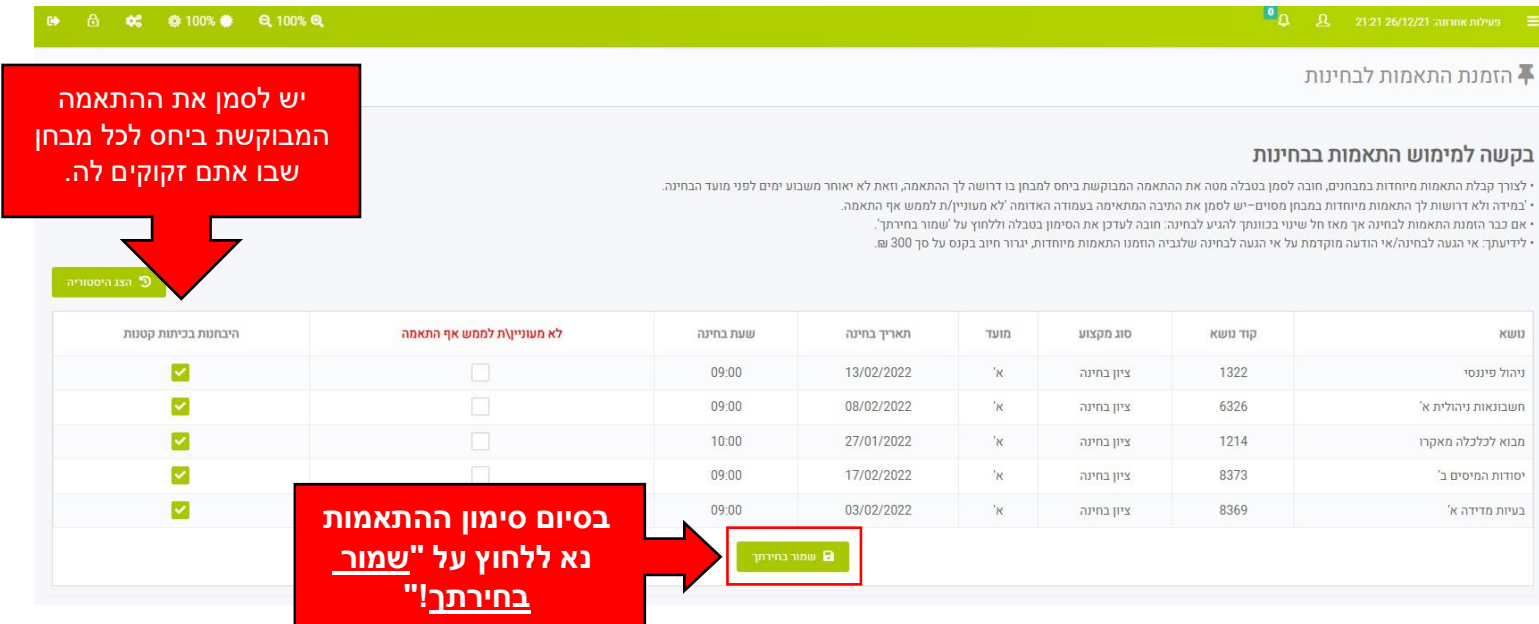 פעילות אחרונה: 26/12/21 21:21
0
100%
100%
הזמנת התאמות לבחינות
יש לסמן את ההתאמה
המבוקשת ביחס לכל מבחן
שבו אתם זקוקים לה.
בקשה למימוש התאמות בבחינות
• לצורך קבלת התאמות מיוחדות במבחנים, חובה לסמן בטבלה מטה את ההתאמה המבוקשת ביחס למבחן בו דרושה לך ההתאמה, וזאת לא יאוחר משבוע ימים לפני מועד הבחינה.
• 'במידה ולא דרושות לך התאמות מיוחדות במבחן מסוים–יש לסמן את התיבה המתאימה בעמודה האדומה 'לא מעוניין/ת לממש אף התאמה.
• אם כבר הזמנת התאמות לבחינה אך מאז חל שינוי בכוונתך להגיע לבחינה: חובה לעדכן את הסימון בטבלה וללחוץ על 'שמור בחירתך'.
• לידיעתך: אי הגעה לבחינה/אי הודעה מוקדמת על אי הגעה לבחינה שלגביה הוזמנו התאמות מיוחדות, יגרור חיוב בקנס על סך 300 ₪.
הצג היסטוריה
נושא קוד נושא סוג מקצוע מועד תאריך בחינה שעת בחינה לא מעוניין\ת לממש אף התאמה היבחנות בכיתות קטנות
ניהול פיננסי 1322 ציון בחינה א' 13/02/2022 09:00
חשבונאות ניהולית א' 6326 ציון בחינה א' 08/02/2022 09:00
מבוא לכלכלה מאקרו 1214 ציון בחינה א' 27/01/2022 10:00
יסודות המיסים ב' 8373 ציון בחינה א' 17/02/2022 09:00
בעיות מדידה א' 8369 ציון בחינה א' 03/02/2022 09:00
שמור בחירתך
בסיום סימון ההתאמות
נא ללחוץ על "שמור
בחירתך!"